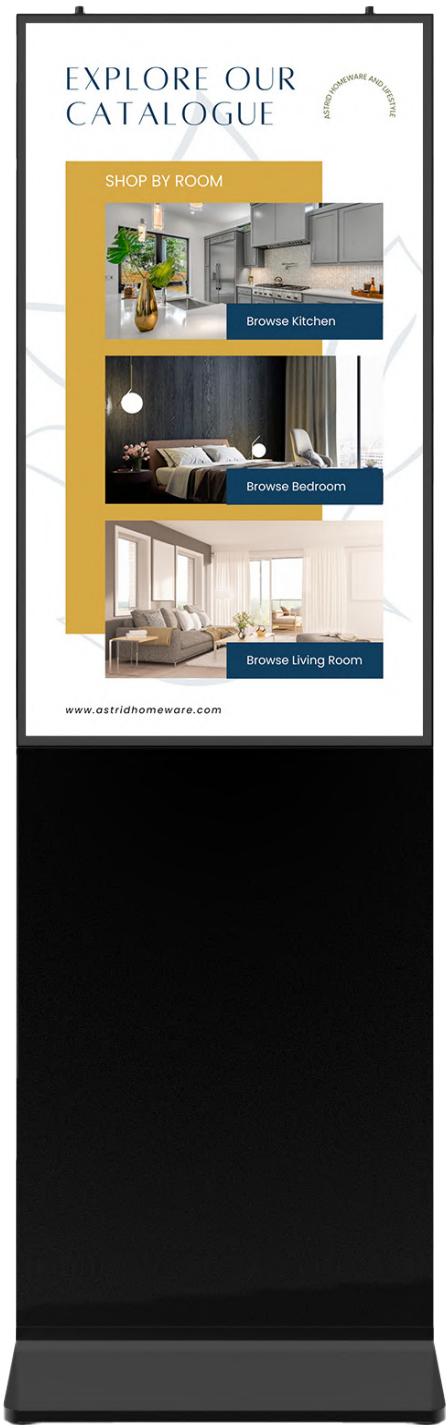 EXPLORE OUR
CATALOGUE
ASTRID HOMEWARE AND LIFESTYLE
SHOP BY ROOM
Browse Kitchen
Browse Bedroom
Browse Living Room
www.astridhomeware.com